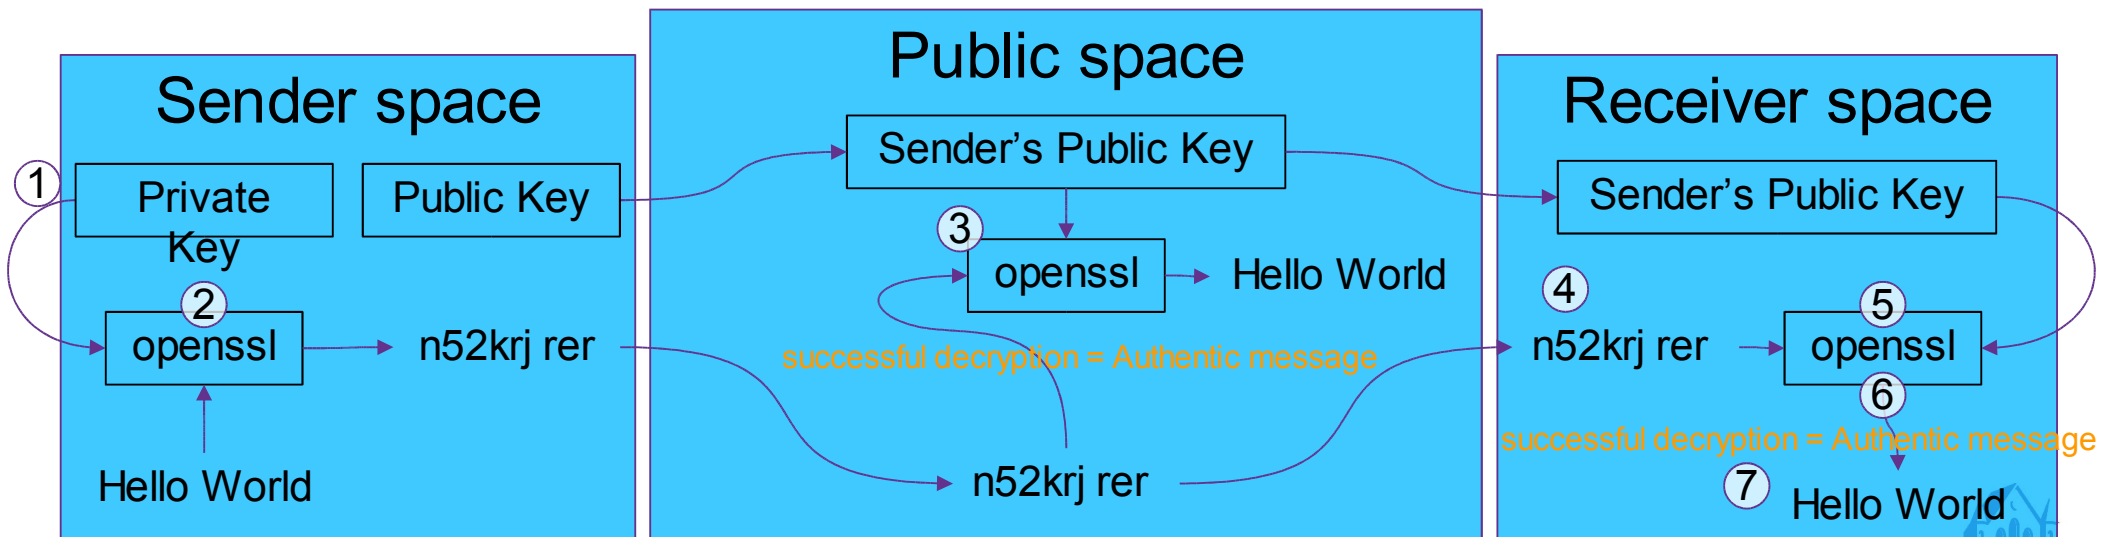 Sender space
1
Private
Key
Public Key
2
openssl
n52krj rer
Hello World
Public space
Sender’s Public Key
3
openssl
Hello World
successful decryption = Authentic message
n52krj rer
Receiver space
Sender’s Public Key
4
n52krj rer
5
openssl
6
successful decryption = Authentic message
7
Hello World